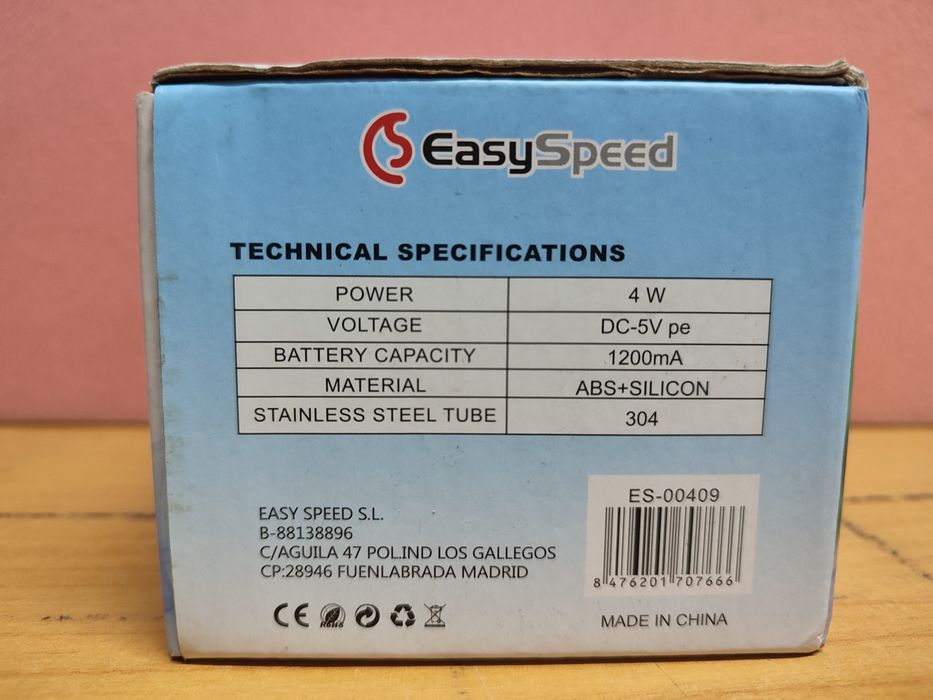 EasySpeed
TECHNICAL SPECIFICATIONS
POWER 4 W
VOLTAGE DC-5V pe
BATTERY CAPACITY 1200mA
MATERIAL ABS+SILICON
STAINLESS STEEL TUBE 304
ES-00409
8 476201 707666
EASY SPEED S.L.
B-88138896
C/AGUILA 47 POL.IND LOS GALLEGOS
CP:28946 FUENLABRADA MADRID
CE RoHS
MADE IN CHINA